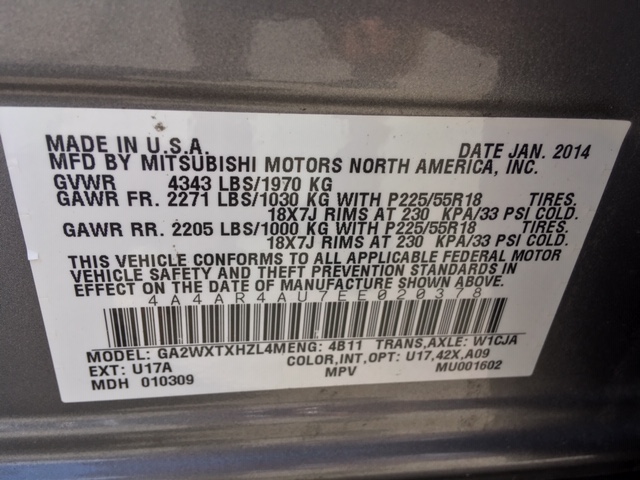 MADE IN U.S.A. DATE JAN. 2014
MFD BY MITSUBISHI MOTORS NORTH AMERICA, INC.
GVWR 4343 LBS/1970 KG
GAWR FR. 2271 LBS/1030 KG WITH P225/55R18 TIRES.
18X7J RIMS AT 230 KPA/33 PSI COLD.
GAWR RR. 2205 LBS/1000 KG WITH P225/55R18 TIRES.
18X7J RIMS AT 230 KPA/33 PSI COLD.
THIS VEHICLE CONFORMS TO ALL APPLICABLE FEDERAL MOTOR
VEHICLE SAFETY AND THEFT PREVENTION STANDARDS IN
EFFECT ON THE DATE OF MANUFACTURE SHOWN ABOVE.
4A4AR4AU7EE020378
MODEL: GA2WXTXHZL4MENG: 4B11 TRANS,AXLE: W1CJA
EXT: U17A COLOR,INT,OPT: U17,42X,A09
MDH 010309 MPV MU001602